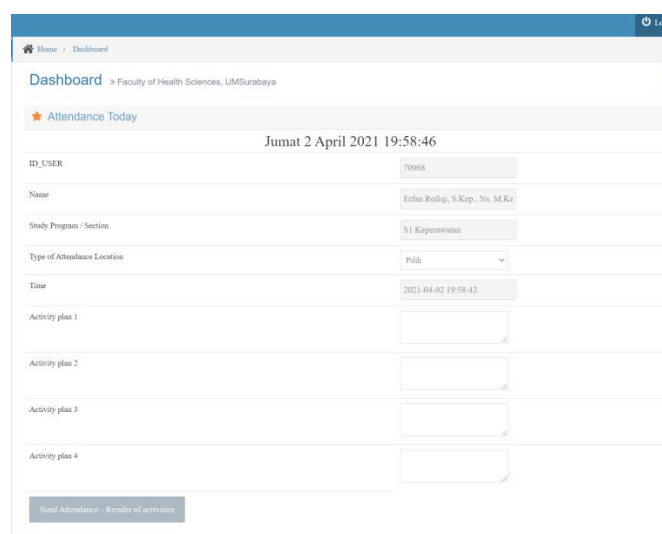 Home > Dashboard
Dashboard » Faculty of Health Sciences, UMSurabaya
Attendance Today
Jumat 2 April 2021 19:58:46
ID_USER 70968
Name Erfan Rofiqi, S.Kep., Ns, M.Ke
Study Program / Section S1 Keperawatan
Type of Attendance Location Pilih
Time 2021-04-02 19:58:42
Activity plan 1
Activity plan 2
Activity plan 3
Activity plan 4
Send Attendance - Results of activities